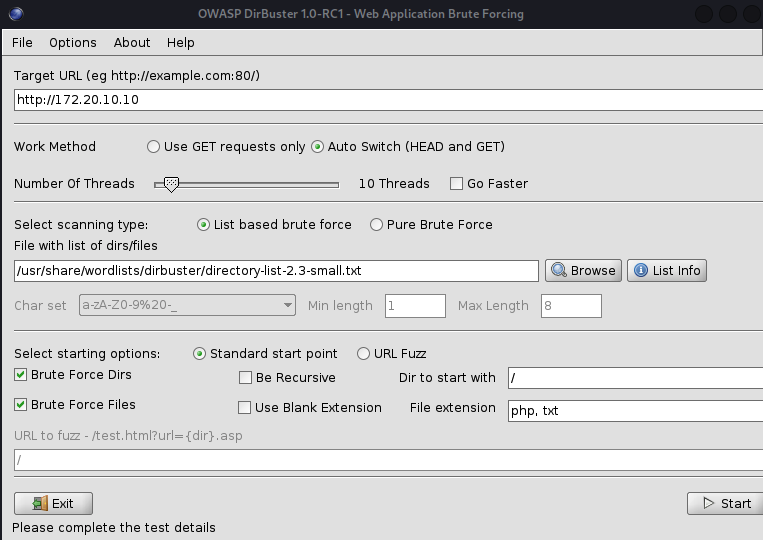 OWASP DirBuster 1.0-RC1 - Web Application Brute Forcing
File Options About Help
Target URL (eg http://example.com:80/)
http://172.20.10.10
Work Method Use GET requests only Auto Switch (HEAD and GET)
Number Of Threads 10 Threads Go Faster
Select scanning type: List based brute force Pure Brute Force
File with list of dirs/files
/usr/share/wordlists/dirbuster/directory-list-2.3-small.txt Browse List Info
Char set a-zA-Z0-9%20-_ Min length 1 Max Length 8
Select starting options: Standard start point URL Fuzz
Brute Force Dirs Be Recursive Dir to start with /
Brute Force Files Use Blank Extension File extension php, txt
URL to fuzz - /test.html?url={dir}.asp
/
Exit Start
Please complete the test details